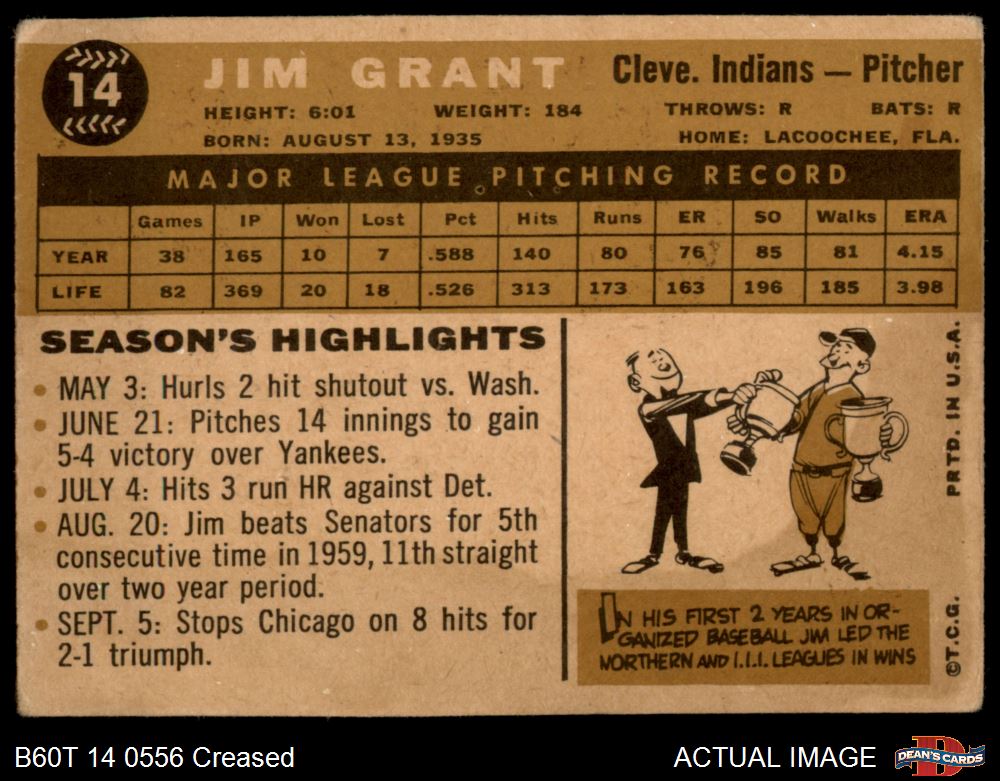 14
JIM GRANT
Cleve. Indians — Pitcher
HEIGHT: 6:01 WEIGHT: 184 THROWS: R BATS: R
BORN: AUGUST 13, 1935 HOME: LACOOCHEE, FLA.
MAJOR LEAGUE PITCHING RECORD
Games IP Won Lost Pct Hits Runs ER SO Walks ERA
YEAR 38 165 10 7 .588 140 80 76 85 81 4.15
LIFE 82 369 20 18 .526 313 173 163 196 185 3.98
SEASON'S HIGHLIGHTS
• MAY 3: Hurls 2 hit shutout vs. Wash.
• JUNE 21: Pitches 14 innings to gain
5-4 victory over Yankees.
• JULY 4: Hits 3 run HR against Det.
• AUG. 20: Jim beats Senators for 5th
consecutive time in 1959, 11th straight
over two year period.
• SEPT. 5: Stops Chicago on 8 hits for
2-1 triumph.
IN HIS FIRST 2 YEARS IN OR-
GANIZED BASEBALL JIM LED THE
NORTHERN AND I.I.I. LEAGUES IN WINS
©T.C.G. PRTD. IN U.S.A.
B60T 14 0556 Creased
ACTUAL IMAGE
D
DEAN'S CARDS